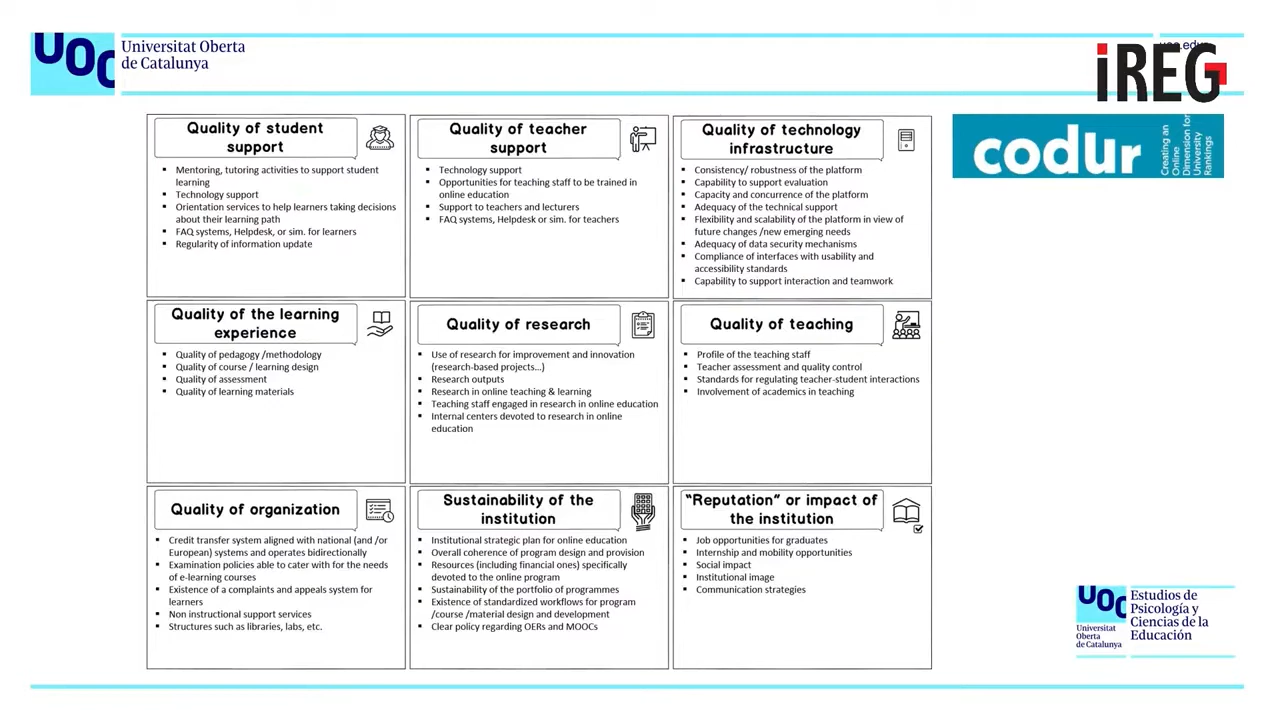 UOC
Universitat Oberta
de Catalunya
iREG
codur
Creating an
Online
Dimension for
University
Rankings
Quality of student
support
▪ Mentoring, tutoring activities to support student
learning
▪ Technology support
▪ Orientation services to help learners taking decisions
about their learning path
▪ FAQ systems, Helpdesk, or sim. for learners
▪ Regularity of information update
Quality of teacher
support
▪ Technology support
▪ Opportunities for teaching staff to be trained in
online education
▪ Support to teachers and lecturers
▪ FAQ systems, Helpdesk or sim. for teachers
Quality of technology
infrastructure
▪ Consistency/ robustness of the platform
▪ Capability to support evaluation
▪ Capacity and concurrence of the platform
▪ Adequacy of the technical support
▪ Flexibility and scalability of the platform in view of
future changes /new emerging needs
▪ Adequacy of data security mechanisms
▪ Compliance of interfaces with usability and
accessibility standards
▪ Capability to support interaction and teamwork
Quality of the learning
experience
▪ Quality of pedagogy /methodology
▪ Quality of course / learning design
▪ Quality of assessment
▪ Quality of learning materials
Quality of research
▪ Use of research for improvement and innovation
(research-based projects...)
▪ Research outputs
▪ Research in online teaching & learning
▪ Teaching staff engaged in research in online education
▪ Internal centers devoted to research in online
education
Quality of teaching
▪ Profile of the teaching staff
▪ Teacher assessment and quality control
▪ Standards for regulating teacher-student interactions
▪ Involvement of academics in teaching
Quality of organization
▪ Credit transfer system aligned with national (and /or
European) systems and operates bidirectionally
▪ Examination policies able to cater with for the needs
of e-learning courses
▪ Existence of a complaints and appeals system for
learners
▪ Non instructional support services
▪ Structures such as libraries, labs, etc.
Sustainability of the
institution
▪ Institutional strategic plan for online education
▪ Overall coherence of program design and provision
▪ Resources (including financial ones) specifically
devoted to the online program
▪ Sustainability of the portfolio of programmes
▪ Existence of standardized workflows for program
/course /material design and development
▪ Clear policy regarding OERs and MOOCs
“Reputation” or impact of
the institution
▪ Job opportunities for graduates
▪ Internship and mobility opportunities
▪ Social impact
▪ Institutional image
▪ Communication strategies
UOC
Universitat
Oberta
de Catalunya
Estudios de
Psicología y
Ciencias de la
Educación